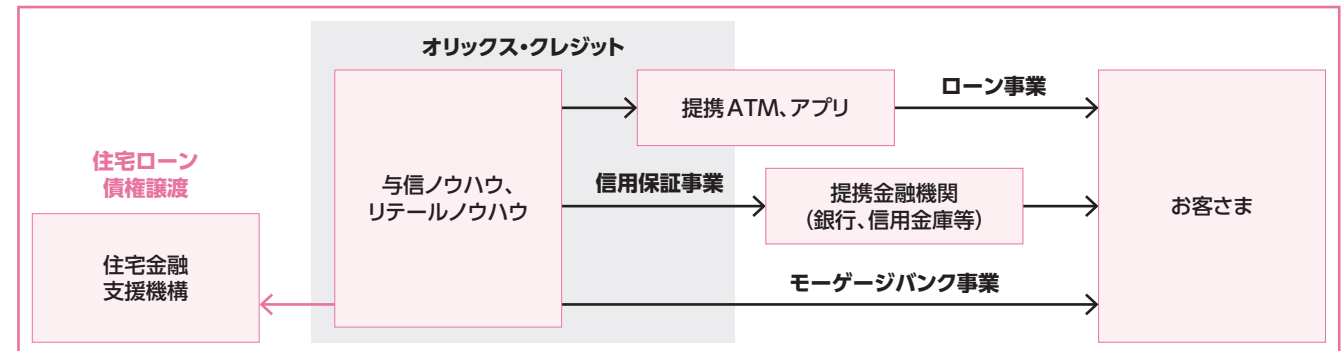 オリックス・クレジット
ローン事業
提携ATM、アプリ
住宅ローン
債権譲渡
与信ノウハウ、
リテールノウハウ
信用保証事業
提携金融機関
（銀行、信用金庫等）
お客さま
住宅金融
支援機構
モーゲージバンク事業